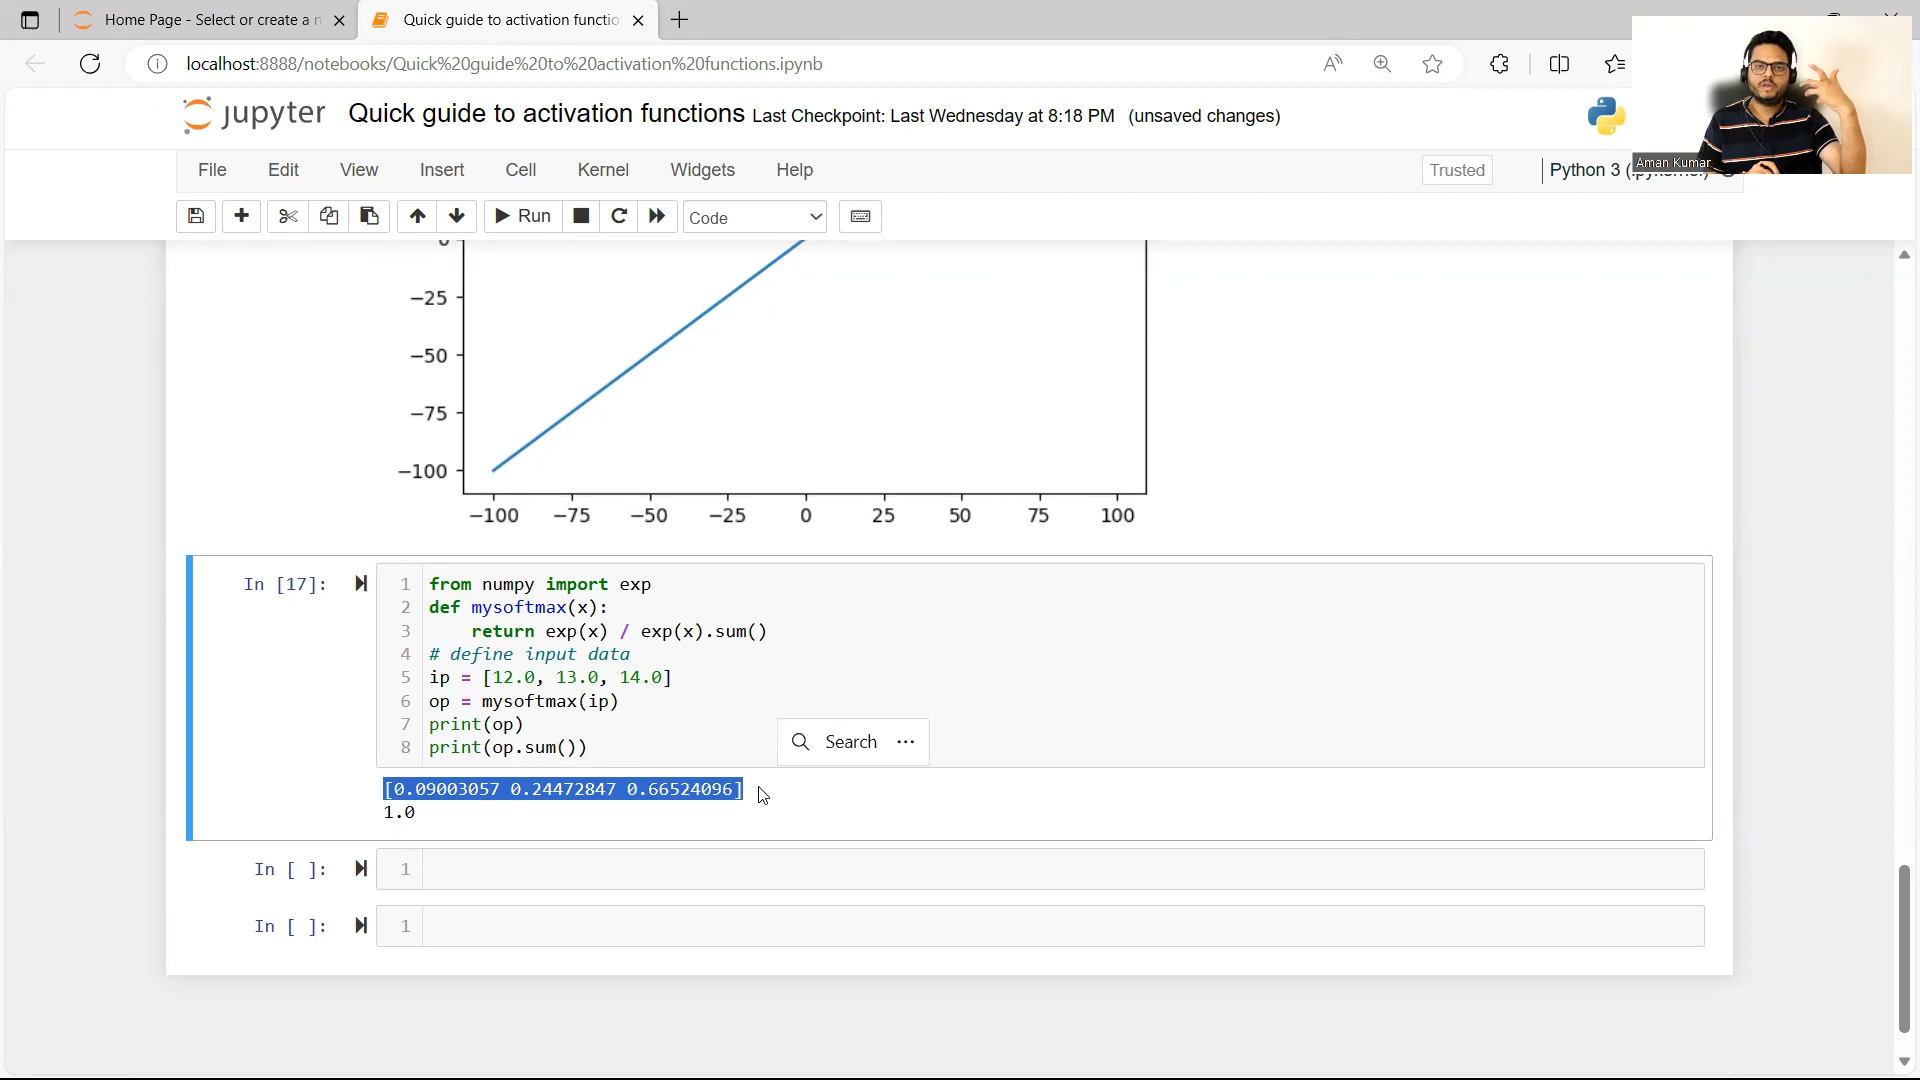 Home Page - Select or create a n
Quick guide to activation functio
localhost:8888/notebooks/Quick%20guide%20to%20activation%20functions.ipynb
jupyter Quick guide to activation functions Last Checkpoint: Last Wednesday at 8:18 PM (unsaved changes)
Aman Kumar
File Edit View Insert Cell Kernel Widgets Help Trusted Python 3
Run Code
0
−25
−50
−75
−100
−100 −75 −50 −25 0 25 50 75 100
In [17]:
1 from numpy import exp
2 def mysoftmax(x):
3 return exp(x) / exp(x).sum()
4 # define input data
5 ip = [12.0, 13.0, 14.0]
6 op = mysoftmax(ip)
7 print(op)
8 print(op.sum())
Search ...
[0.09003057 0.24472847 0.66524096]
1.0
In [ ]: 1
In [ ]: 1